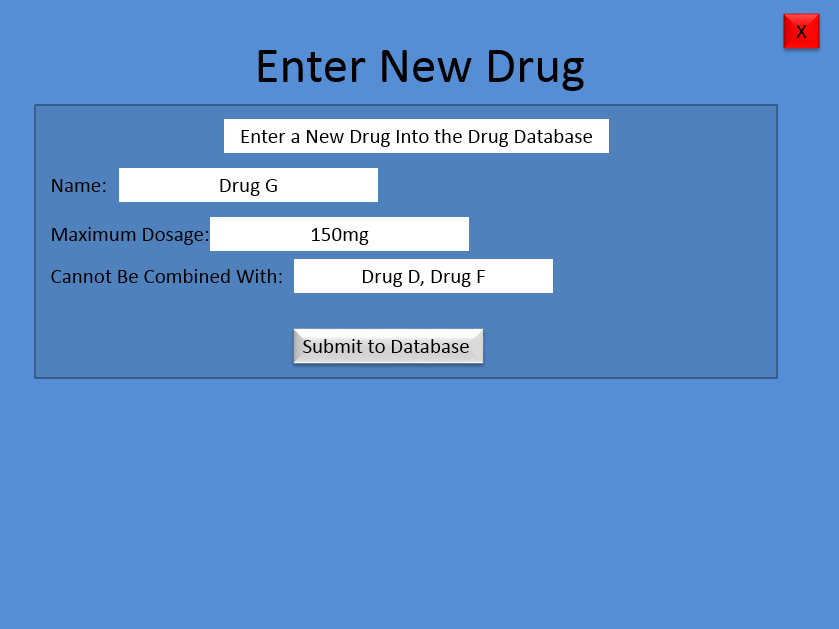 X
Enter New Drug
Enter a New Drug Into the Drug Database
Name: Drug G
Maximum Dosage: 150mg
Cannot Be Combined With: Drug D, Drug F
Submit to Database